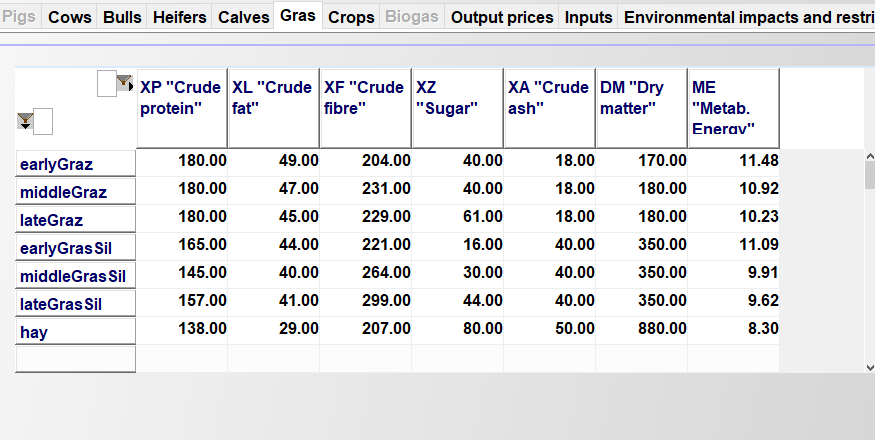 Pigs Cows Bulls Heifers Calves Gras Crops Biogas Output prices Inputs Environmental impacts and restri
XP "Crude protein" XL "Crude fat" XF "Crude fibre" XZ "Sugar" XA "Crude ash" DM "Dry matter" ME "Metab. Energy"
earlyGraz 180.00 49.00 204.00 40.00 18.00 170.00 11.48
middleGraz 180.00 47.00 231.00 40.00 18.00 180.00 10.92
lateGraz 180.00 45.00 229.00 61.00 18.00 180.00 10.23
earlyGrasSil 165.00 44.00 221.00 16.00 40.00 350.00 11.09
middleGrasSil 145.00 40.00 264.00 30.00 40.00 350.00 9.91
lateGrasSil 157.00 41.00 299.00 44.00 40.00 350.00 9.62
hay 138.00 29.00 207.00 80.00 50.00 880.00 8.30